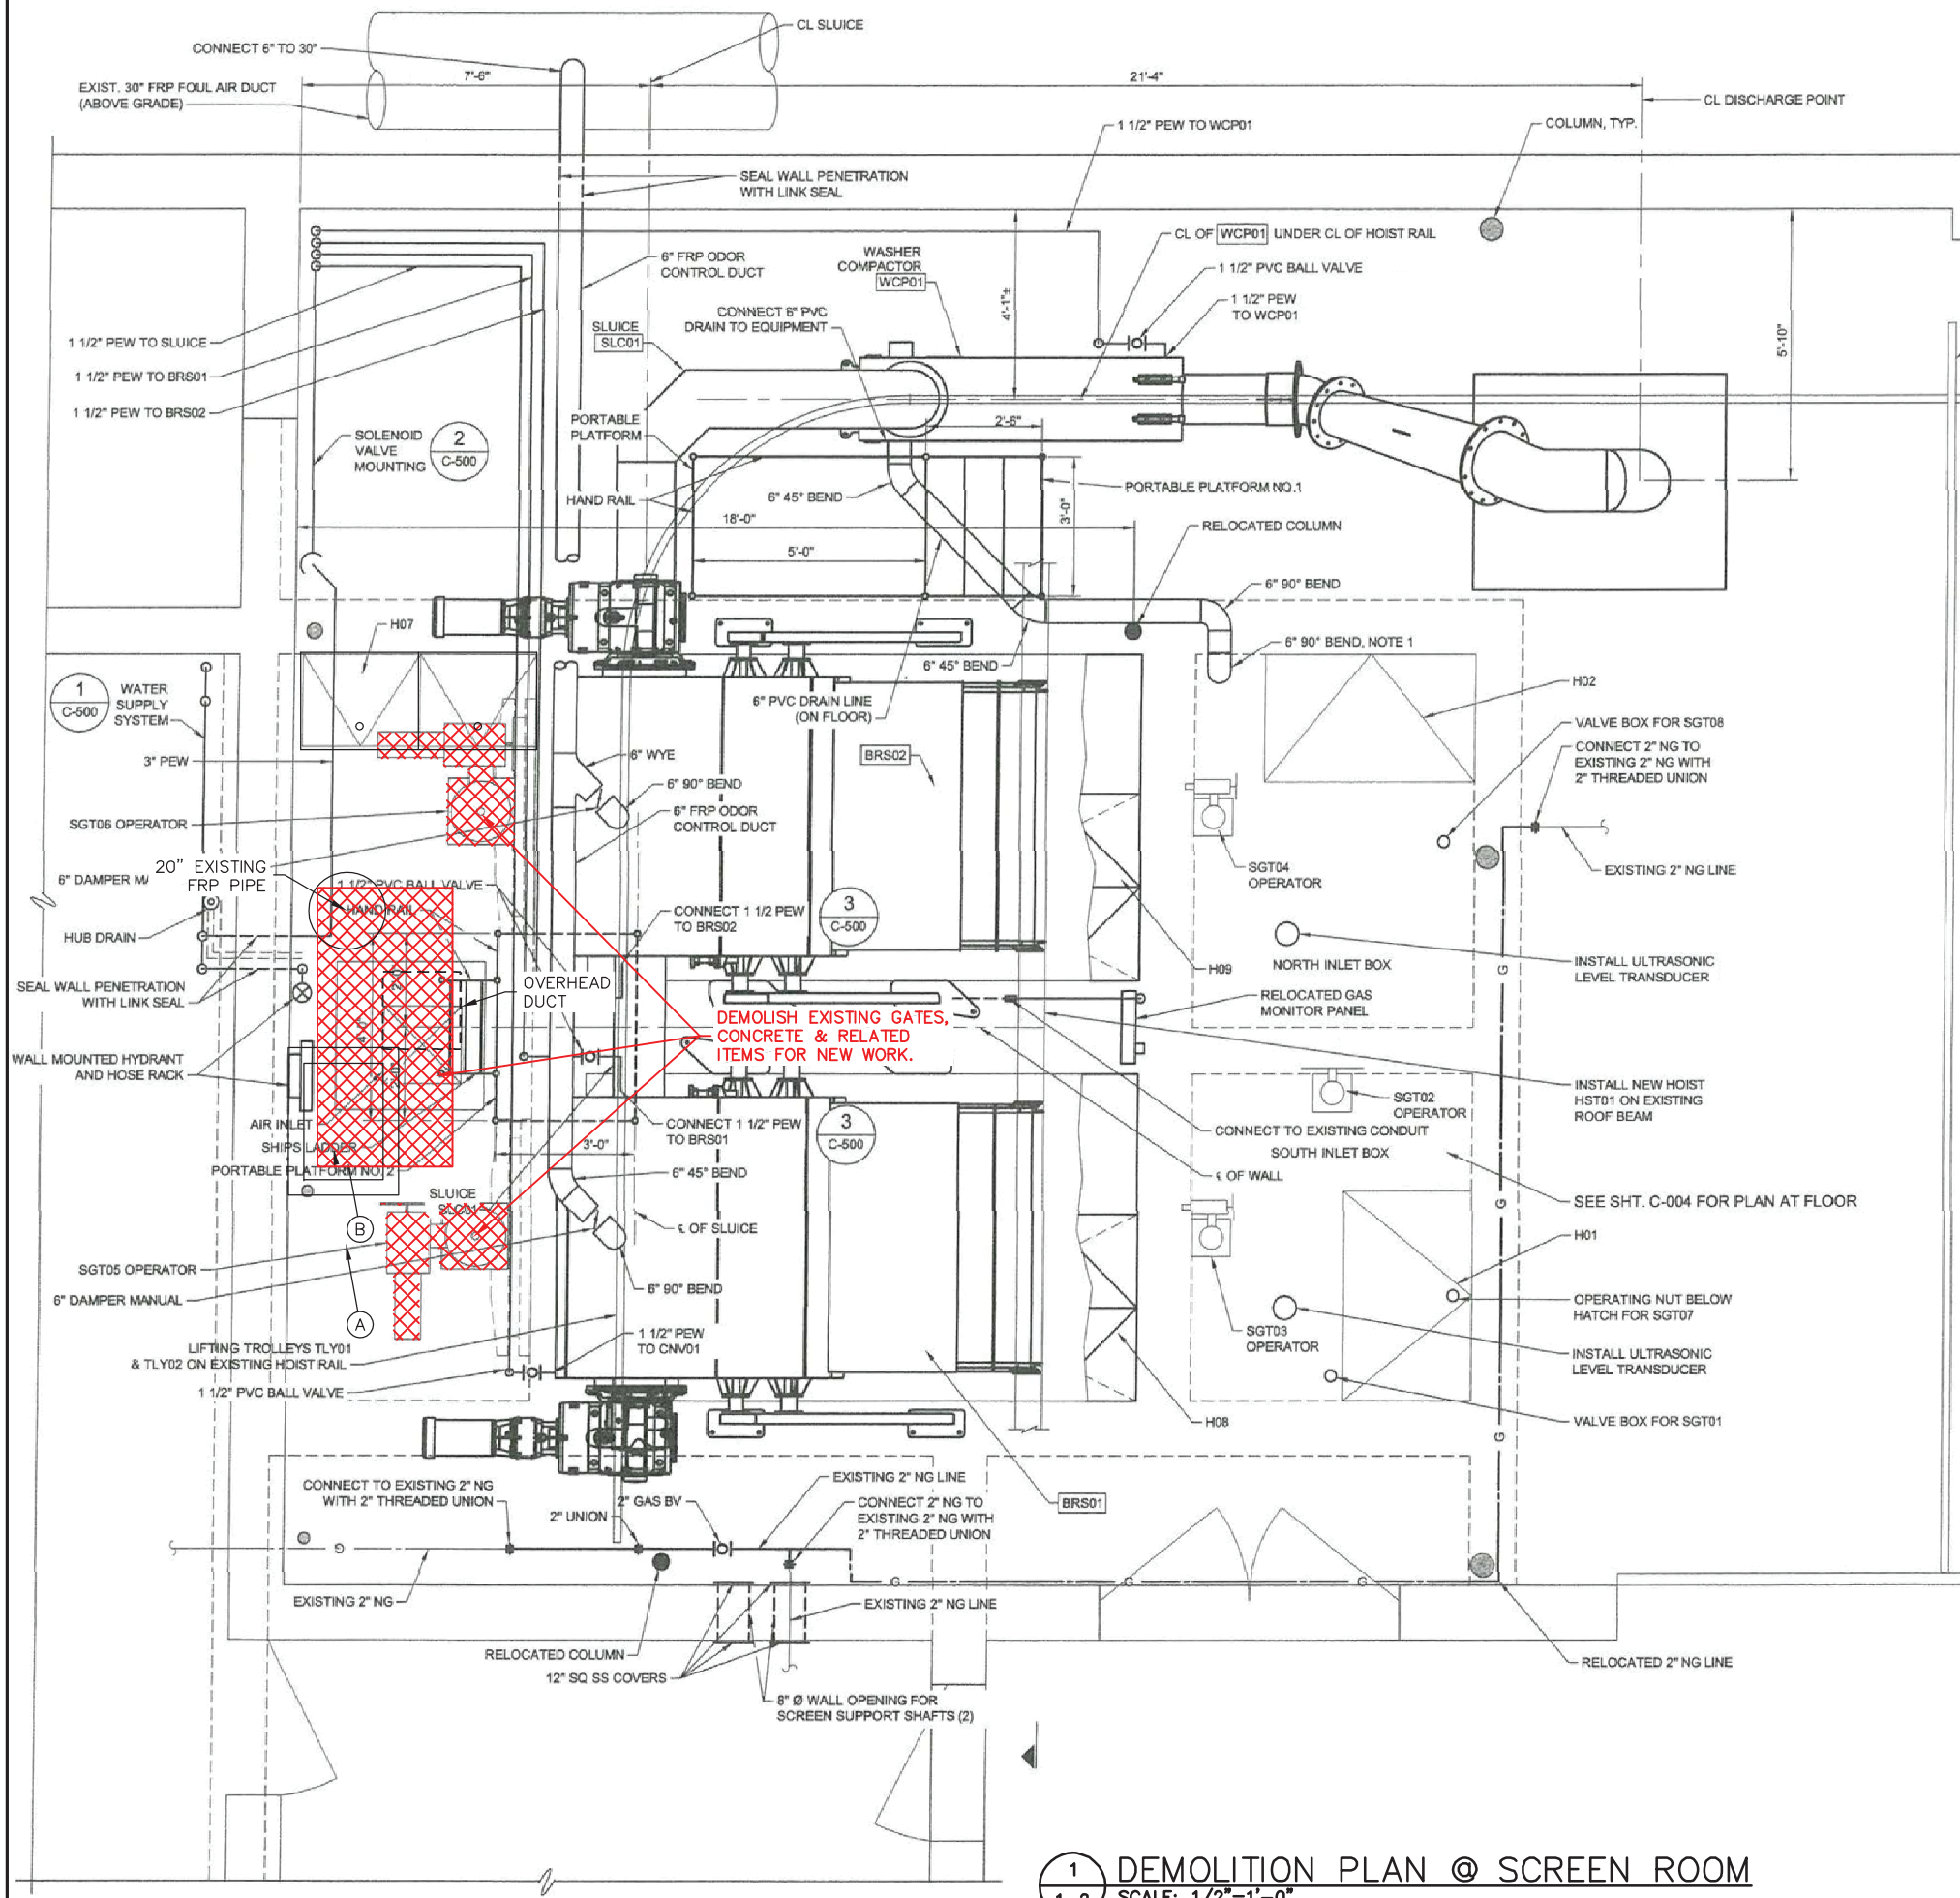 CL SLUICE
CONNECT 6" TO 30"
7'-6"
21'-4"
EXIST. 30" FRP FOUL AIR DUCT
(ABOVE GRADE)
CL DISCHARGE POINT
1 1/2" PEW TO WCP01
COLUMN, TYP.
SEAL WALL PENETRATION
WITH LINK SEAL
CL OF WCP01 UNDER CL OF HOIST RAIL
6" FRP ODOR
CONTROL DUCT
WASHER
COMPACTOR
WCP01
1 1/2" PVC BALL VALVE
4'-1"±
1 1/2" PEW
TO WCP01
CONNECT 6" PVC
DRAIN TO EQUIPMENT
SLUICE
SLC01
5'-10"
1 1/2" PEW TO SLUICE
1 1/2" PEW TO BRS01
1 1/2" PEW TO BRS02
PORTABLE
PLATFORM
2'-6"
SOLENOID
VALVE
MOUNTING
2
C-500
HAND RAIL
6" 45° BEND
PORTABLE PLATFORM NO.1
18'-0"
3'-0"
RELOCATED COLUMN
5'-0"
6" 90° BEND
H07
6" 90° BEND, NOTE 1
6" 45° BEND
1
C-500
WATER
SUPPLY
SYSTEM
H02
6" PVC DRAIN LINE
(ON FLOOR)
VALVE BOX FOR SGT08
CONNECT 2" NG TO
EXISTING 2" NG WITH
2" THREADED UNION
3" PEW
6" WYE
BRS02
6" 90° BEND
6" FRP ODOR
CONTROL DUCT
SGT06 OPERATOR
SGT04
OPERATOR
EXISTING 2" NG LINE
20" EXISTING
FRP PIPE
6" DAMPER MA
1 1/2" PVC BALL VALVE
HAND RAIL
CONNECT 1 1/2 PEW
TO BRS02
3
C-500
HUB DRAIN
NORTH INLET BOX
H09
INSTALL ULTRASONIC
LEVEL TRANSDUCER
G
SEAL WALL PENETRATION
WITH LINK SEAL
OVERHEAD
DUCT
RELOCATED GAS
MONITOR PANEL
DEMOLISH EXISTING GATES,
CONCRETE & RELATED
ITEMS FOR NEW WORK.
WALL MOUNTED HYDRANT
AND HOSE RACK
INSTALL NEW HOIST
HST01 ON EXISTING
ROOF BEAM
SGT02
OPERATOR
AIR INLET
CONNECT 1 1/2" PEW
TO BRS01
3
C-500
CONNECT TO EXISTING CONDUIT
SHIPS LADDER
3'-0"
SOUTH INLET BOX
PORTABLE PLATFORM NO. 2
6" 45° BEND
℄ OF WALL
SLUICE
SLC01
SEE SHT. C-004 FOR PLAN AT FLOOR
G
B
℄ OF SLUICE
H01
SGT05 OPERATOR
6" 90° BEND
6" DAMPER MANUAL
OPERATING NUT BELOW
HATCH FOR SGT07
A
SGT03
OPERATOR
LIFTING TROLLEYS TLY01
& TLY02 ON EXISTING HOIST RAIL
1 1/2" PEW
TO CNV01
INSTALL ULTRASONIC
LEVEL TRANSDUCER
1 1/2" PVC BALL VALVE
H08
VALVE BOX FOR SGT01
G
CONNECT TO EXISTING 2" NG
WITH 2" THREADED UNION
EXISTING 2" NG LINE
2" GAS BV
CONNECT 2" NG TO
EXISTING 2" NG WITH
2" THREADED UNION
BRS01
2" UNION
G
G G G
EXISTING 2" NG
EXISTING 2" NG LINE
RELOCATED COLUMN
12" SQ SS COVERS
RELOCATED 2" NG LINE
8" Ø WALL OPENING FOR
SCREEN SUPPORT SHAFTS (2)
1
DEMOLITION PLAN @ SCREEN ROOM
SCALE: 1/2"=1'-0"